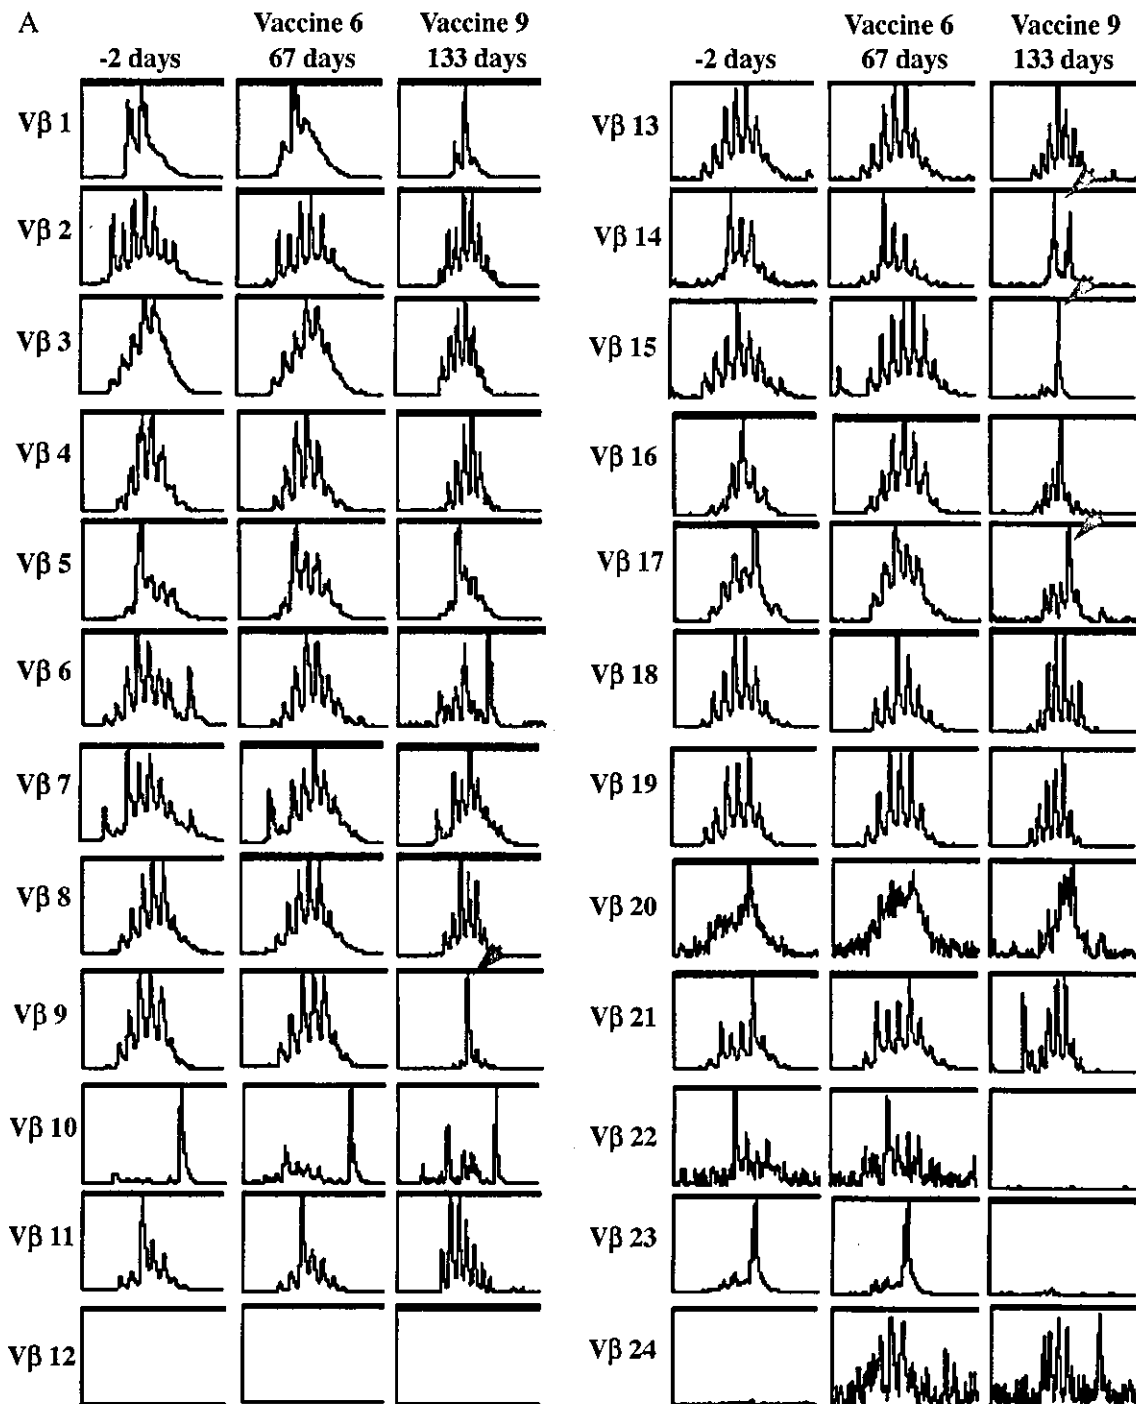 A
Vaccine 6 Vaccine 9
-2 days 67 days 133 days
Vβ 1
Vβ 2
Vβ 3
Vβ 4
Vβ 5
Vβ 6
Vβ 7
Vβ 8
Vβ 9
Vβ 10
Vβ 11
Vβ 12
Vaccine 6 Vaccine 9
-2 days 67 days 133 days
Vβ 13
Vβ 14
Vβ 15
Vβ 16
Vβ 17
Vβ 18
Vβ 19
Vβ 20
Vβ 21
Vβ 22
Vβ 23
Vβ 24